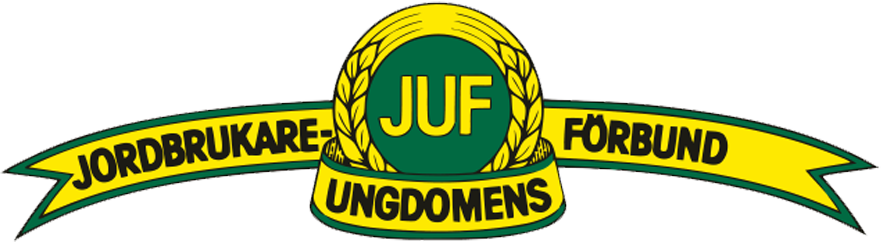 JUF
JORDBRUKARE-
UNGDOMENS
FÖRBUND